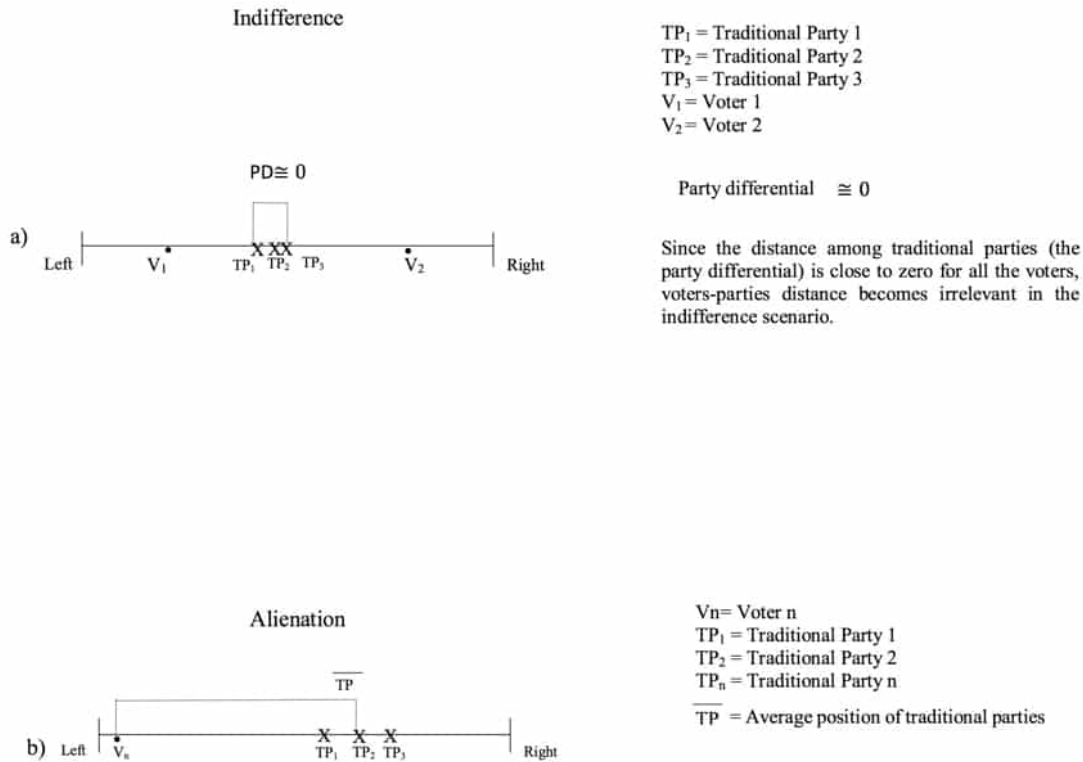 Indifference
TP₁ = Traditional Party 1
TP₂ = Traditional Party 2
TP₃ = Traditional Party 3
V₁ = Voter 1
V₂ = Voter 2
PD≅ 0
Party differential ≅ 0
a)
Left
V₁
TP₁
X
XX
TP₂
TP₃
V₂
Right
Since the distance among traditional parties (the
party differential) is close to zero for all the voters,
voters-parties distance becomes irrelevant in the
indifference scenario.
Alienation
Vn= Voter n
TP₁ = Traditional Party 1
TP₂ = Traditional Party 2
TPₙ = Traditional Party n
T̅P̅ = Average position of traditional parties
T̅P̅
b)
Left
Vₙ
X X X
TP₁ TP₂ TP₃
Right